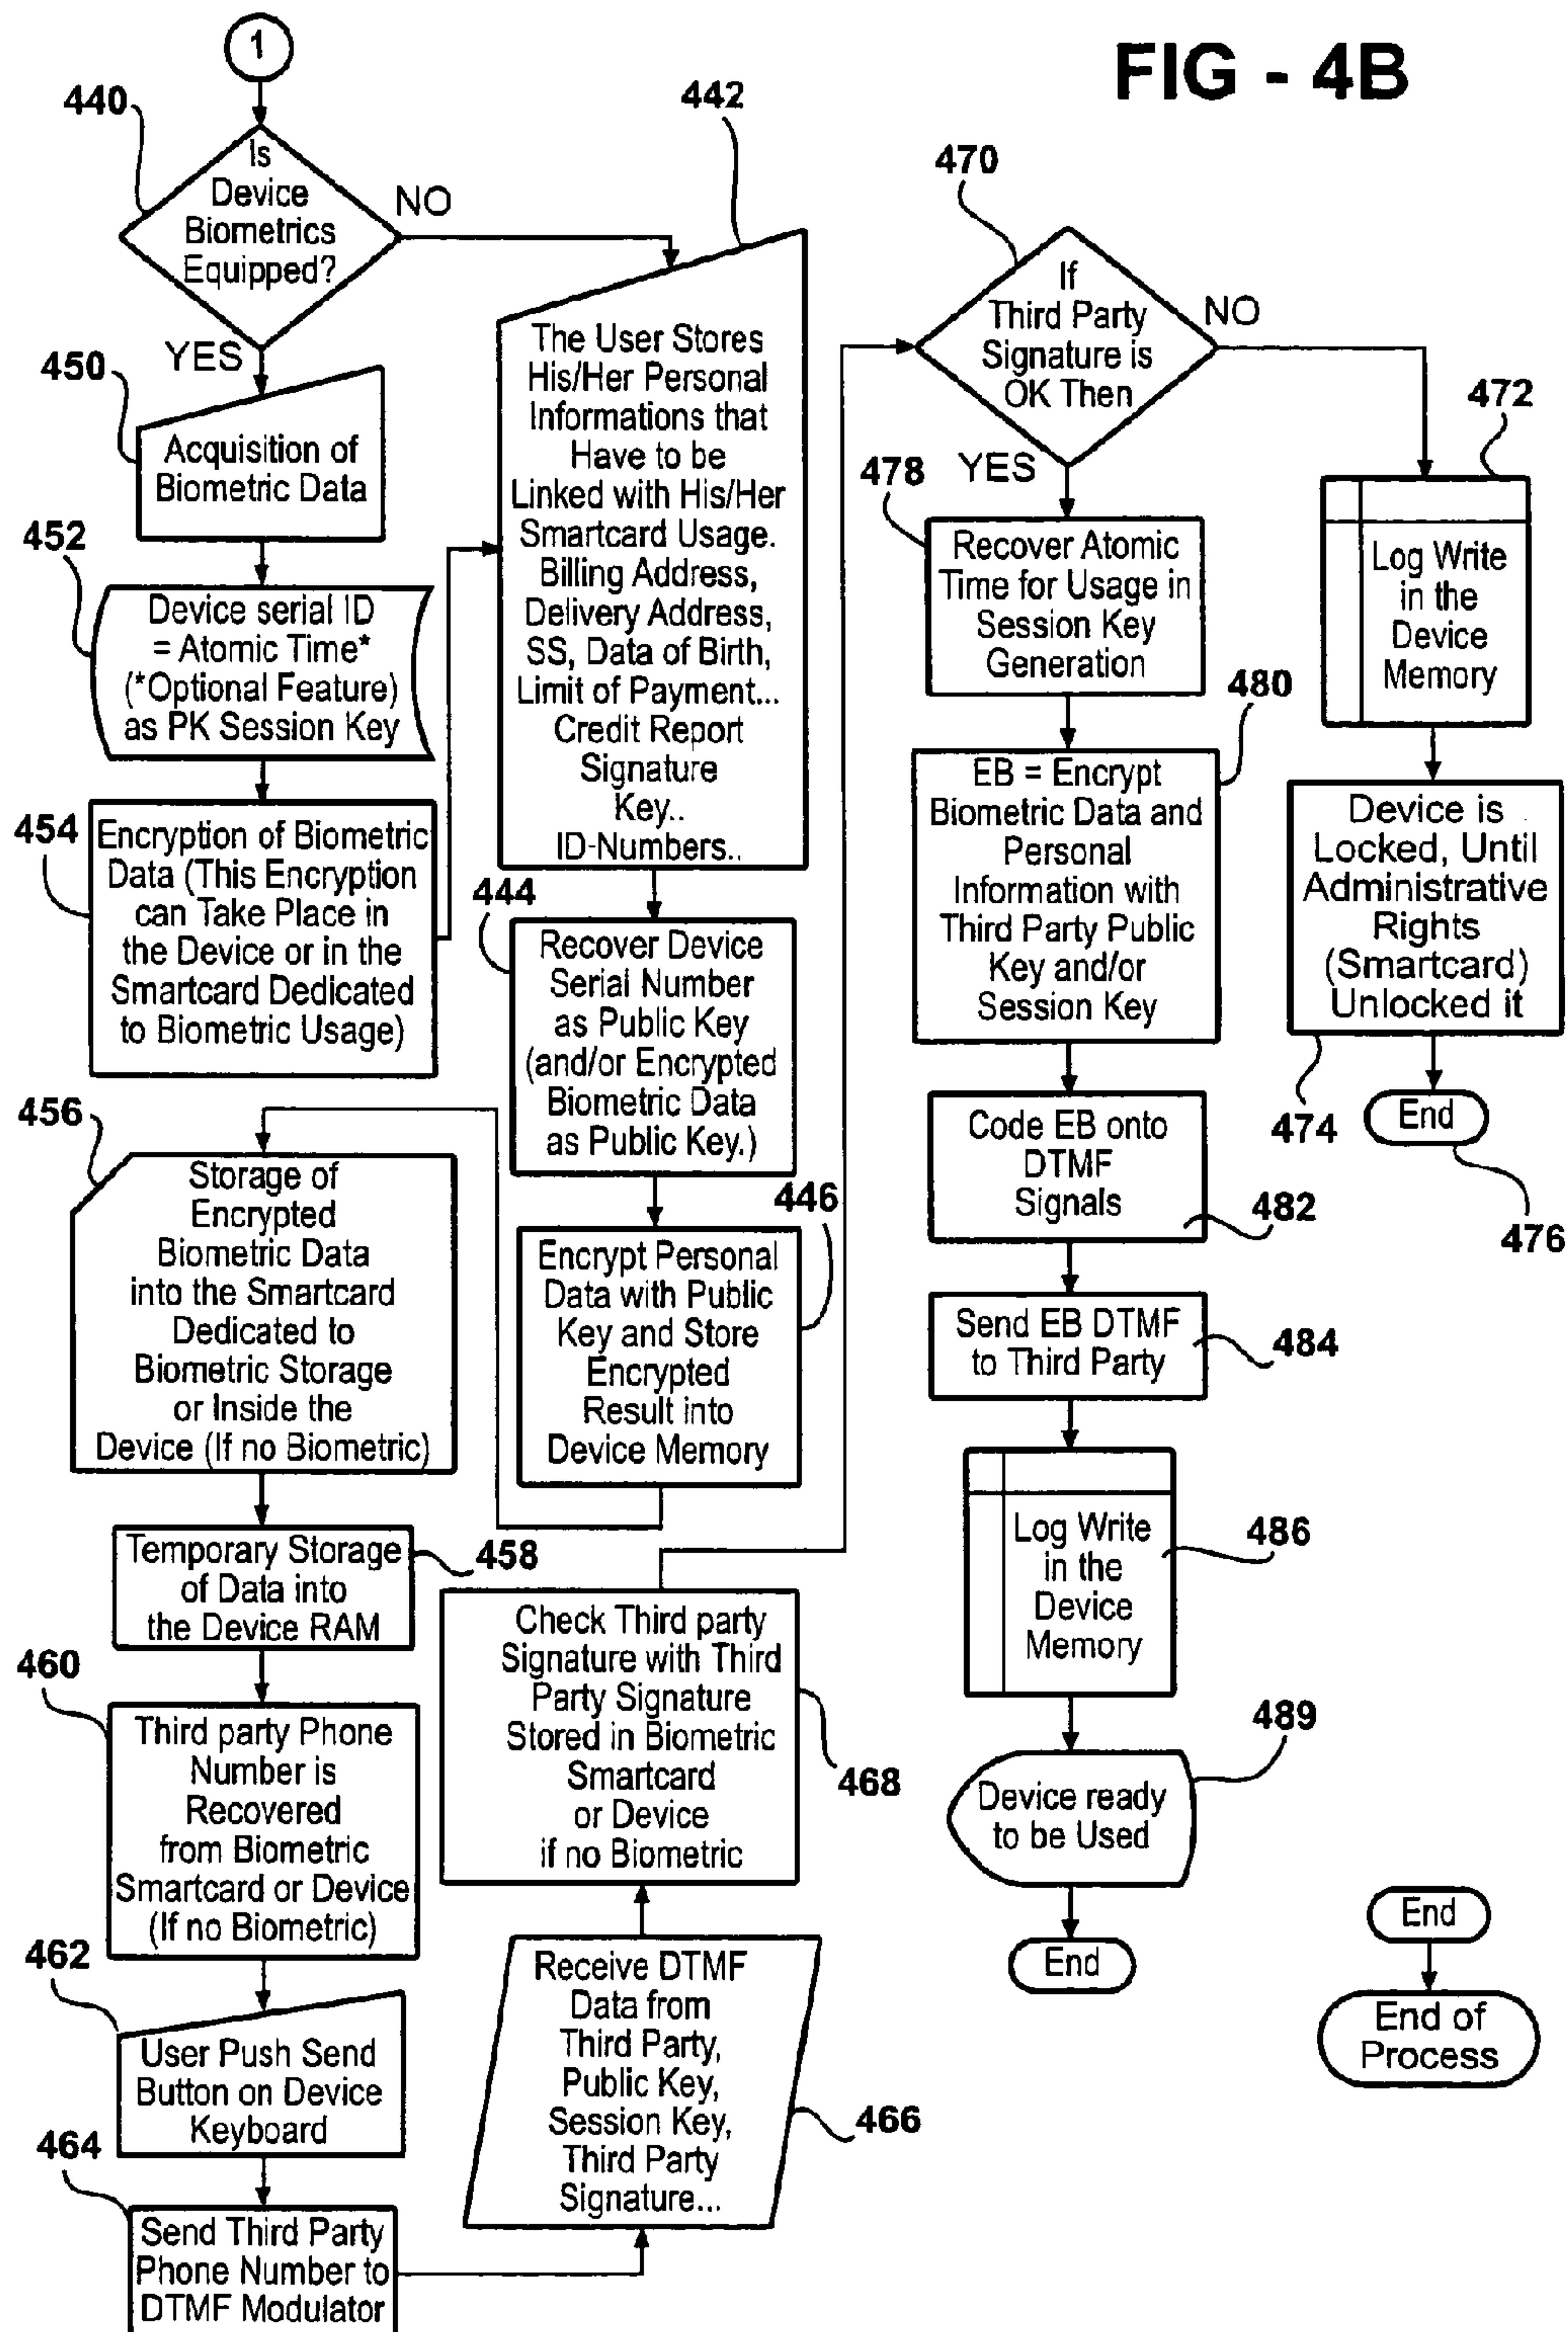 FIG - 4B
1
440
Is
Device
Biometrics
Equipped?
NO
YES
450
Acquisition of
Biometric Data
452
Device serial ID
= Atomic Time*
(*Optional Feature)
as PK Session Key
454
Encryption of Biometric
Data (This Encryption
can Take Place in
the Device or in the
Smartcard Dedicated
to Biometric Usage)
442
The User Stores
His/Her Personal
Informations that
Have to be
Linked with His/Her
Smartcard Usage.
Billing Address,
Delivery Address,
SS, Data of Birth,
Limit of Payment...
Credit Report
Signature
Key..
ID-Numbers..
444
Recover Device
Serial Number
as Public Key
(and/or Encrypted
Biometric Data
as Public Key.)
446
Encrypt Personal
Data with Public
Key and Store
Encrypted
Result into
Device Memory
456
Storage of
Encrypted
Biometric Data
into the Smartcard
Dedicated to
Biometric Storage
or Inside the
Device (If no Biometric)
Temporary Storage
of Data into
the Device RAM
458
460
Third party Phone
Number is
Recovered
from Biometric
Smartcard or Device
(If no Biometric)
462
User Push Send
Button on Device
Keyboard
464
Send Third Party
Phone Number to
DTMF Modulator
Receive DTMF
Data from
Third Party,
Public Key,
Session Key,
Third Party
Signature...
466
Check Third party
Signature with Third
Party Signature
Stored in Biometric
Smartcard
or Device
if no Biometric
468
470
If
Third Party
Signature is
OK Then
NO
YES
472
Log Write
in the
Device
Memory
Device is
Locked, Until
Administrative
Rights
(Smartcard)
Unlocked it
474
End
476
478
Recover Atomic
Time for Usage in
Session Key
Generation
480
EB = Encrypt
Biometric Data and
Personal
Information with
Third Party Public
Key and/or
Session Key
Code EB onto
DTMF
Signals
482
Send EB DTMF
to Third Party
484
Log Write
in the
Device
Memory
486
489
Device ready
to be Used
End
End
End of
Process